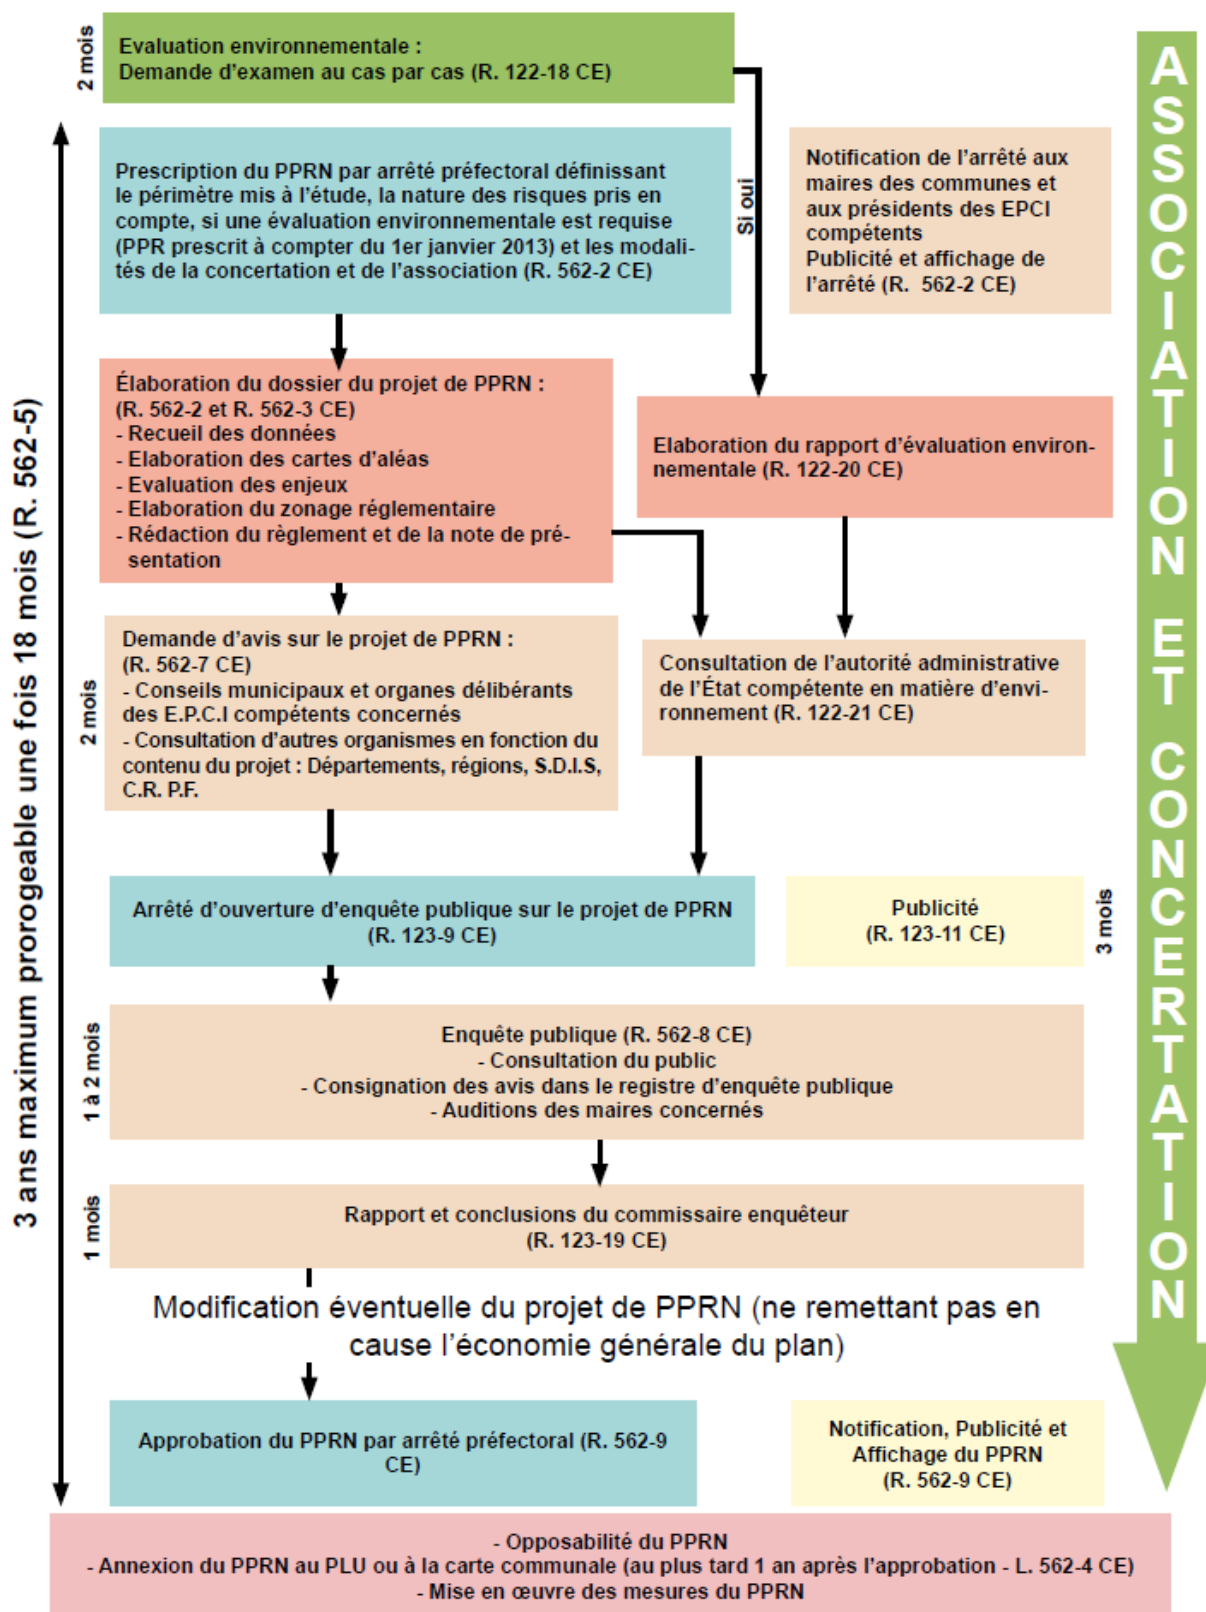 2 mois
Evaluation environnementale :
Demande d'examen au cas par cas (R. 122-18 CE)
3 ans maximum prorogeable une fois 18 mois (R. 562-5)
Prescription du PPRN par arrêté préfectoral définissant
le périmètre mis à l'étude, la nature des risques pris en
compte, si une évaluation environnementale est requise
(PPR prescrit à compter du 1er janvier 2013) et les modali-
tés de la concertation et de l'association (R. 562-2 CE)
Si oui
Notification de l'arrêté aux
maires des communes et
aux présidents des EPCI
compétents
Publicité et affichage de
l'arrêté (R. 562-2 CE)
ASSOCIATION ET CONCERTATION
Élaboration du dossier du projet de PPRN :
(R. 562-2 et R. 562-3 CE)
- Recueil des données
- Elaboration des cartes d'aléas
- Evaluation des enjeux
- Elaboration du zonage réglementaire
- Rédaction du règlement et de la note de pré-
sentation
Elaboration du rapport d'évaluation environ-
nementale (R. 122-20 CE)
2 mois
Demande d'avis sur le projet de PPRN :
(R. 562-7 CE)
- Conseils municipaux et organes délibérants
des E.P.C.I compétents concernés
- Consultation d'autres organismes en fonction du
contenu du projet : Départements, régions, S.D.I.S,
C.R. P.F.
Consultation de l'autorité administrative
de l'État compétente en matière d'envi-
ronnement (R. 122-21 CE)
Arrêté d'ouverture d'enquête publique sur le projet de PPRN
(R. 123-9 CE)
Publicité
(R. 123-11 CE)
3 mois
1 à 2 mois
Enquête publique (R. 562-8 CE)
- Consultation du public
- Consignation des avis dans le registre d'enquête publique
- Auditions des maires concernés
1 mois
Rapport et conclusions du commissaire enquêteur
(R. 123-19 CE)
Modification éventuelle du projet de PPRN (ne remettant pas en
cause l'économie générale du plan)
Approbation du PPRN par arrêté préfectoral (R. 562-9
CE)
Notification, Publicité et
Affichage du PPRN
(R. 562-9 CE)
- Opposabilité du PPRN
- Annexion du PPRN au PLU ou à la carte communale (au plus tard 1 an après l'approbation - L. 562-4 CE)
- Mise en œuvre des mesures du PPRN